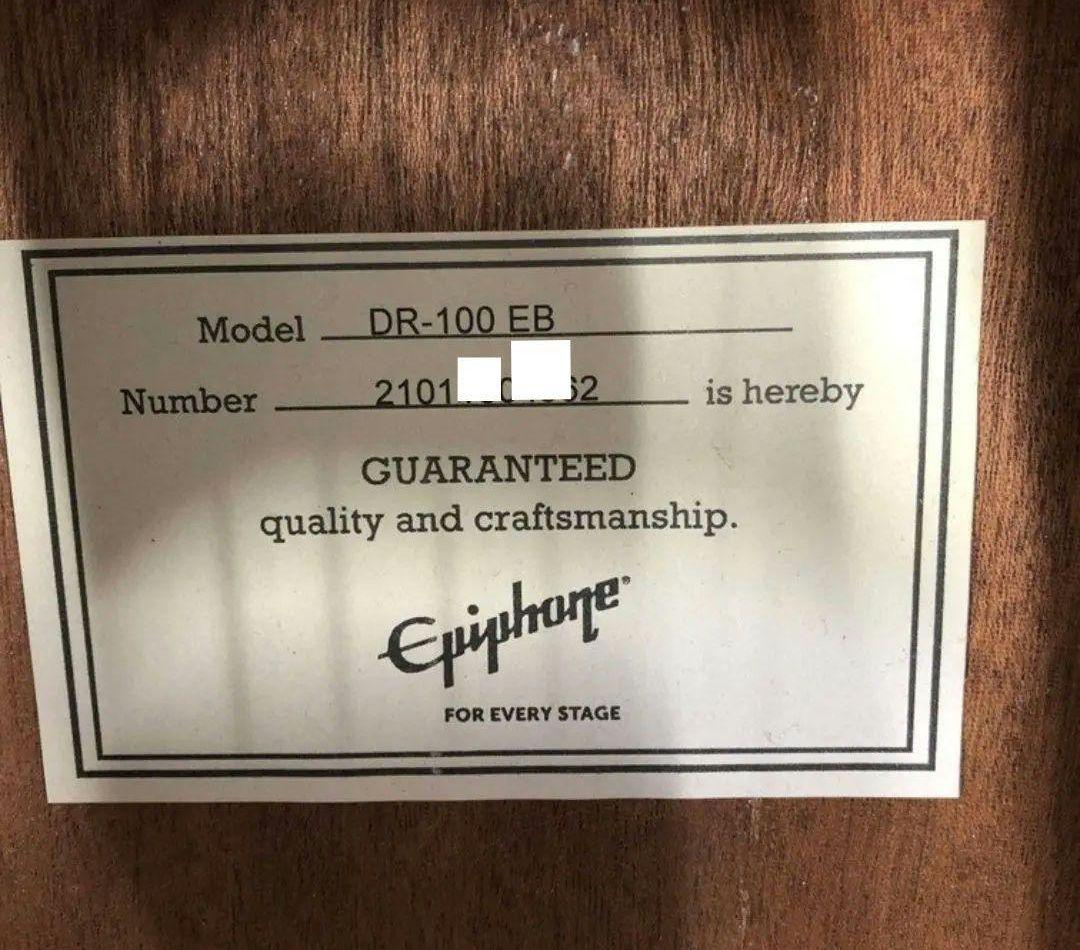 Model DR-100 EB
Number is hereby
GUARANTEED
quality and craftsmanship.
Epiphone®
FOR EVERY STAGE